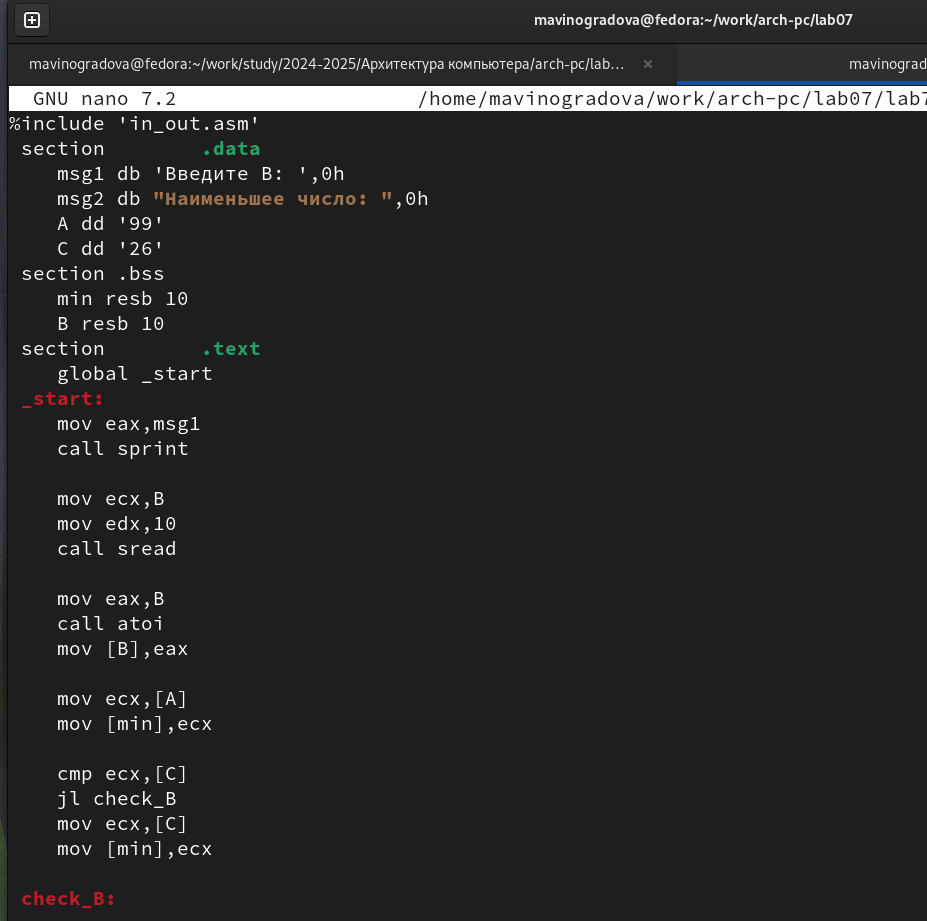 mavinogradova@fedora:~/work/arch-pc/lab07
mavinogradova@fedora:~/work/study/2024-2025/Архитектура компьютера/arch-pc/lab... ×
mavinograd
GNU nano 7.2 /home/mavinogradova/work/arch-pc/lab07/lab7
%include 'in_out.asm'
section .data
msg1 db 'Введите B: ',0h
msg2 db "Наименьшее число: ",0h
A dd '99'
C dd '26'
section .bss
min resb 10
B resb 10
section .text
global _start
_start:
mov eax,msg1
call sprint
mov ecx,B
mov edx,10
call sread
mov eax,B
call atoi
mov [B],eax
mov ecx,[A]
mov [min],ecx
cmp ecx,[C]
jl check_B
mov ecx,[C]
mov [min],ecx
check_B: